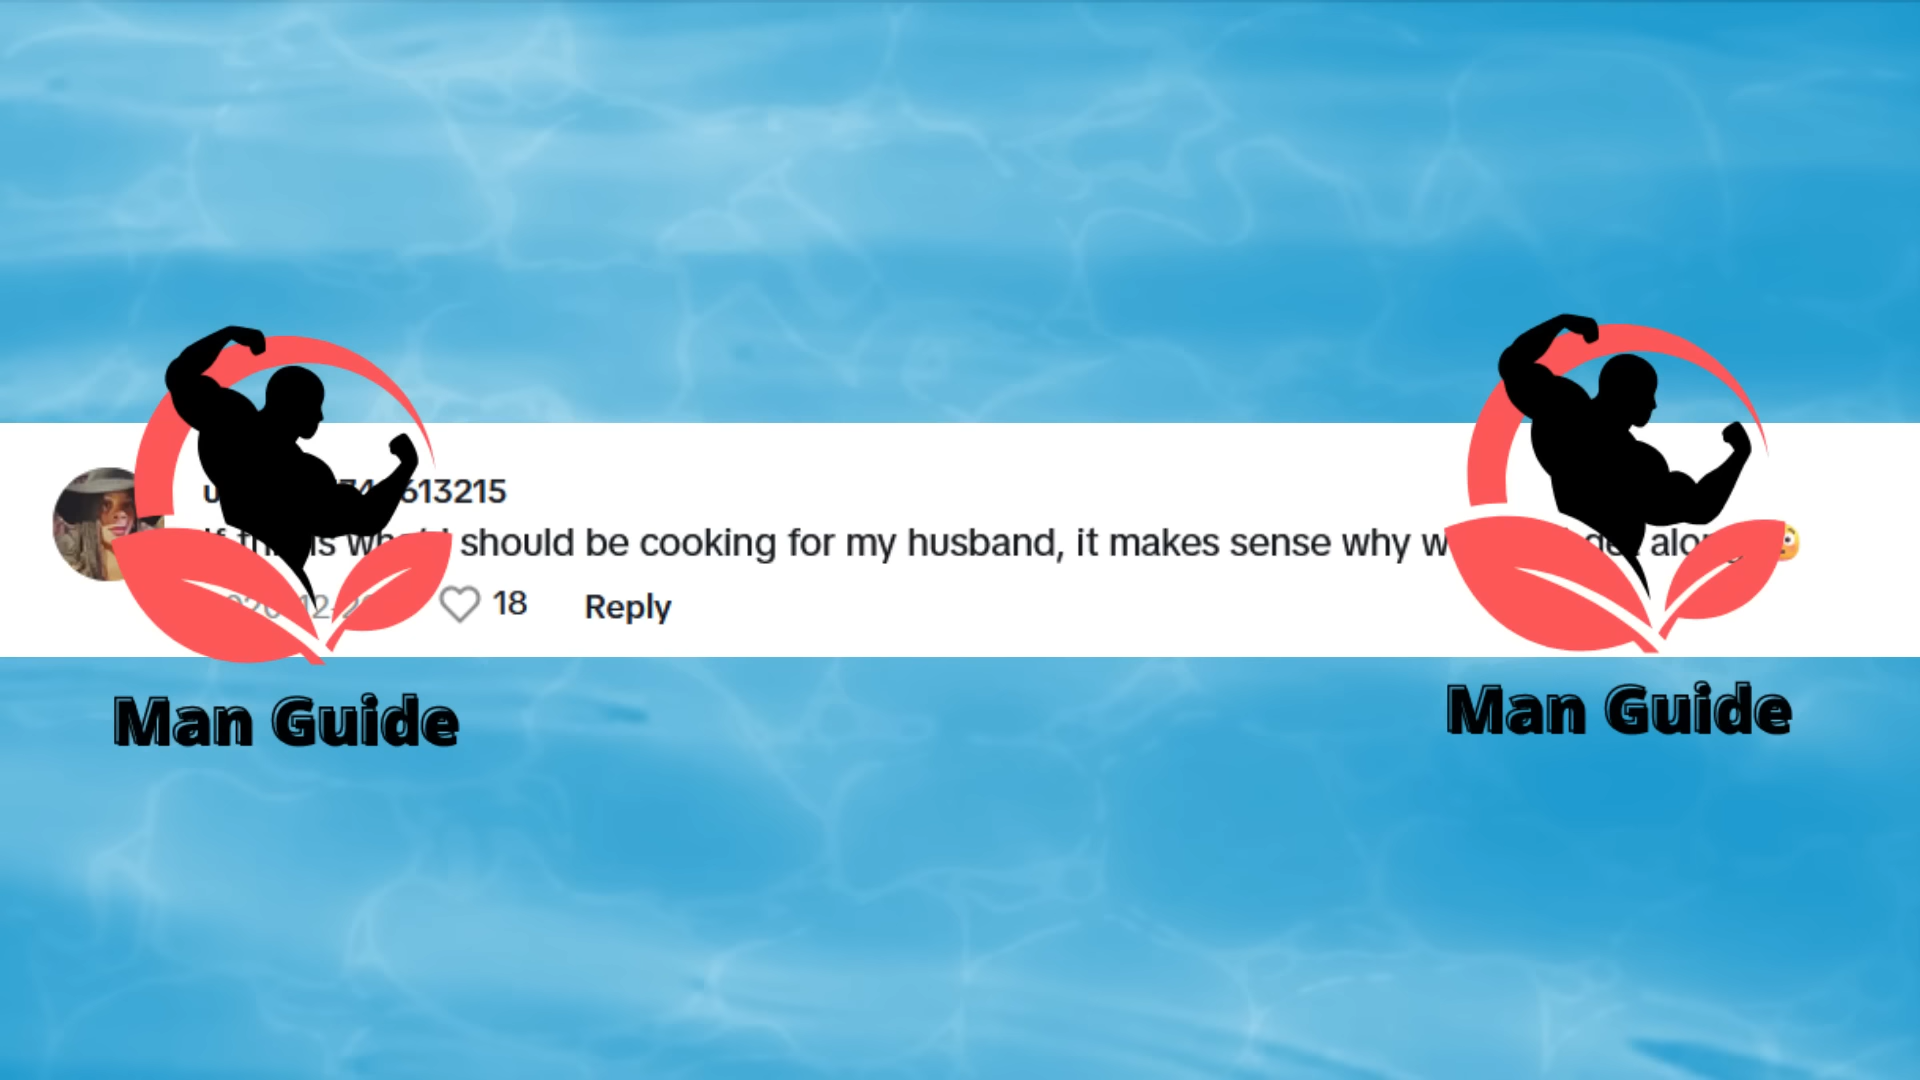 613215
should be cooking for my husband, it makes sense why
18 Reply
Man Guide
Man Guide